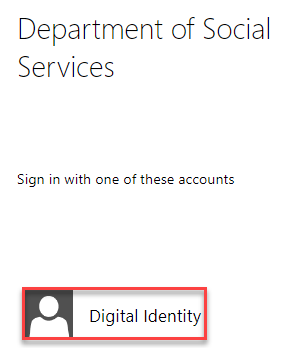 Department of Social
Services
Sign in with one of these accounts
Digital Identity